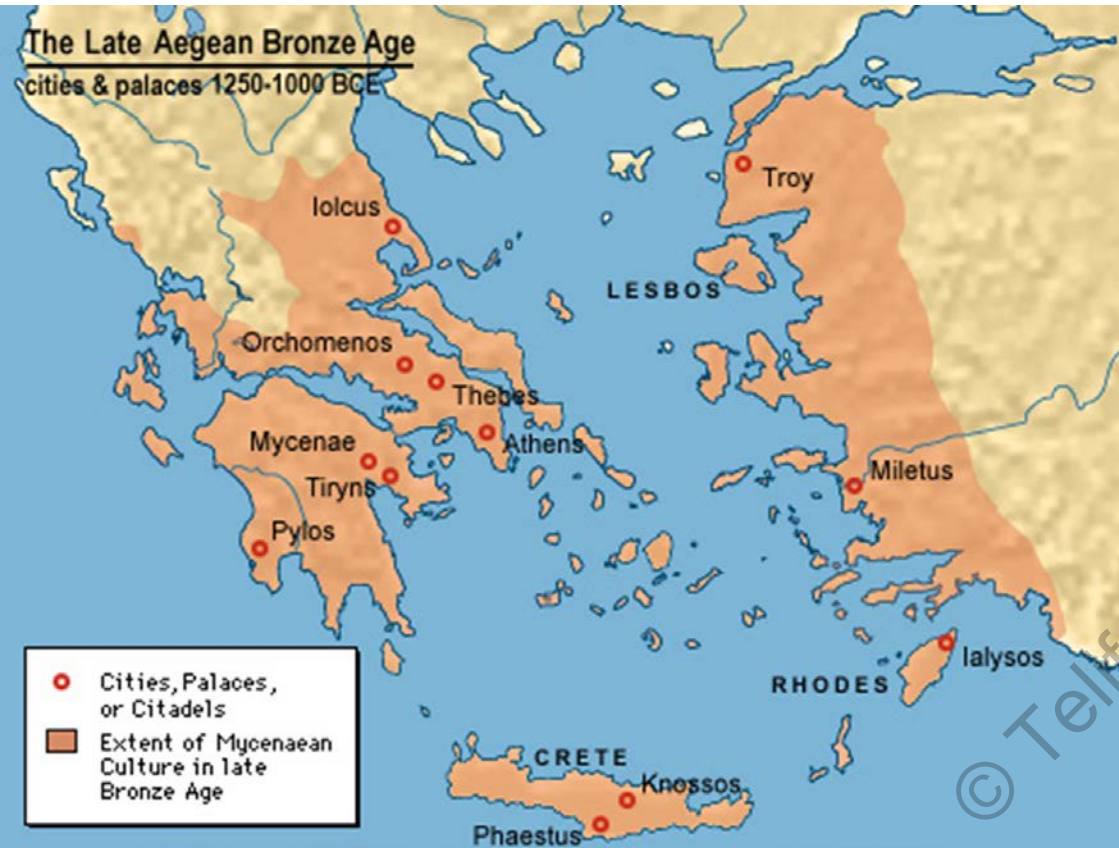 The Late Aegean Bronze Age
cities & palaces 1250-1000 BCE
Troy
Iolcus
LESBOS
Orchomenos
Thebes
Mycenae
Athens
Tiryns
Miletus
Pylos
Ialysos
RHODES
Cities, Palaces,
or Citadels
Extent of Mycenaean
Culture in late
Bronze Age
CRETE
Knossos
Phaestus
©